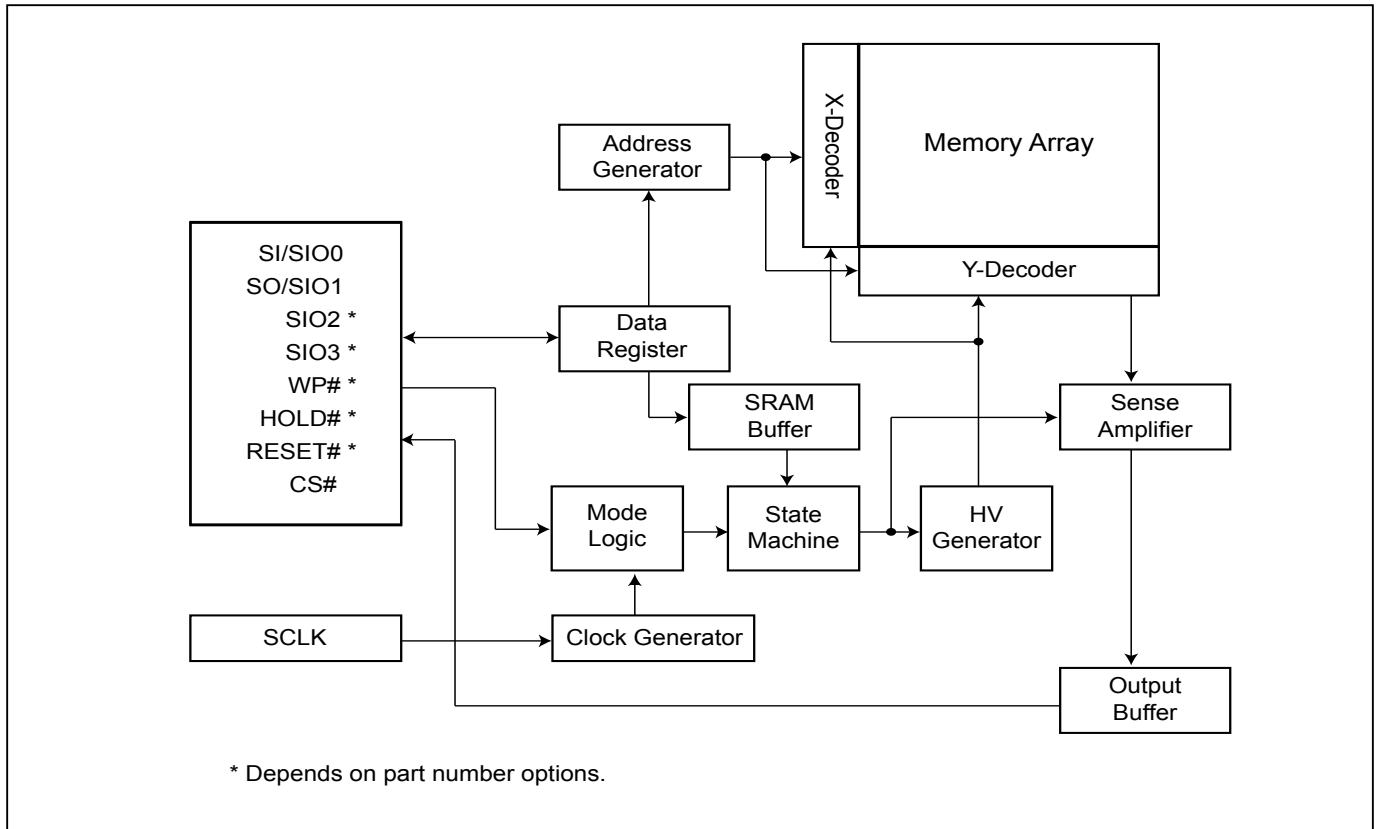 Address
Generator
X-Decoder
Memory Array
Y-Decoder
SI/SIO0
SO/SIO1
SIO2 *
SIO3 *
WP# *
HOLD# *
RESET# *
CS#
Data
Register
SRAM
Buffer
Sense
Amplifier
Mode
Logic
State
Machine
HV
Generator
SCLK
Clock Generator
Output
Buffer
* Depends on part number options.